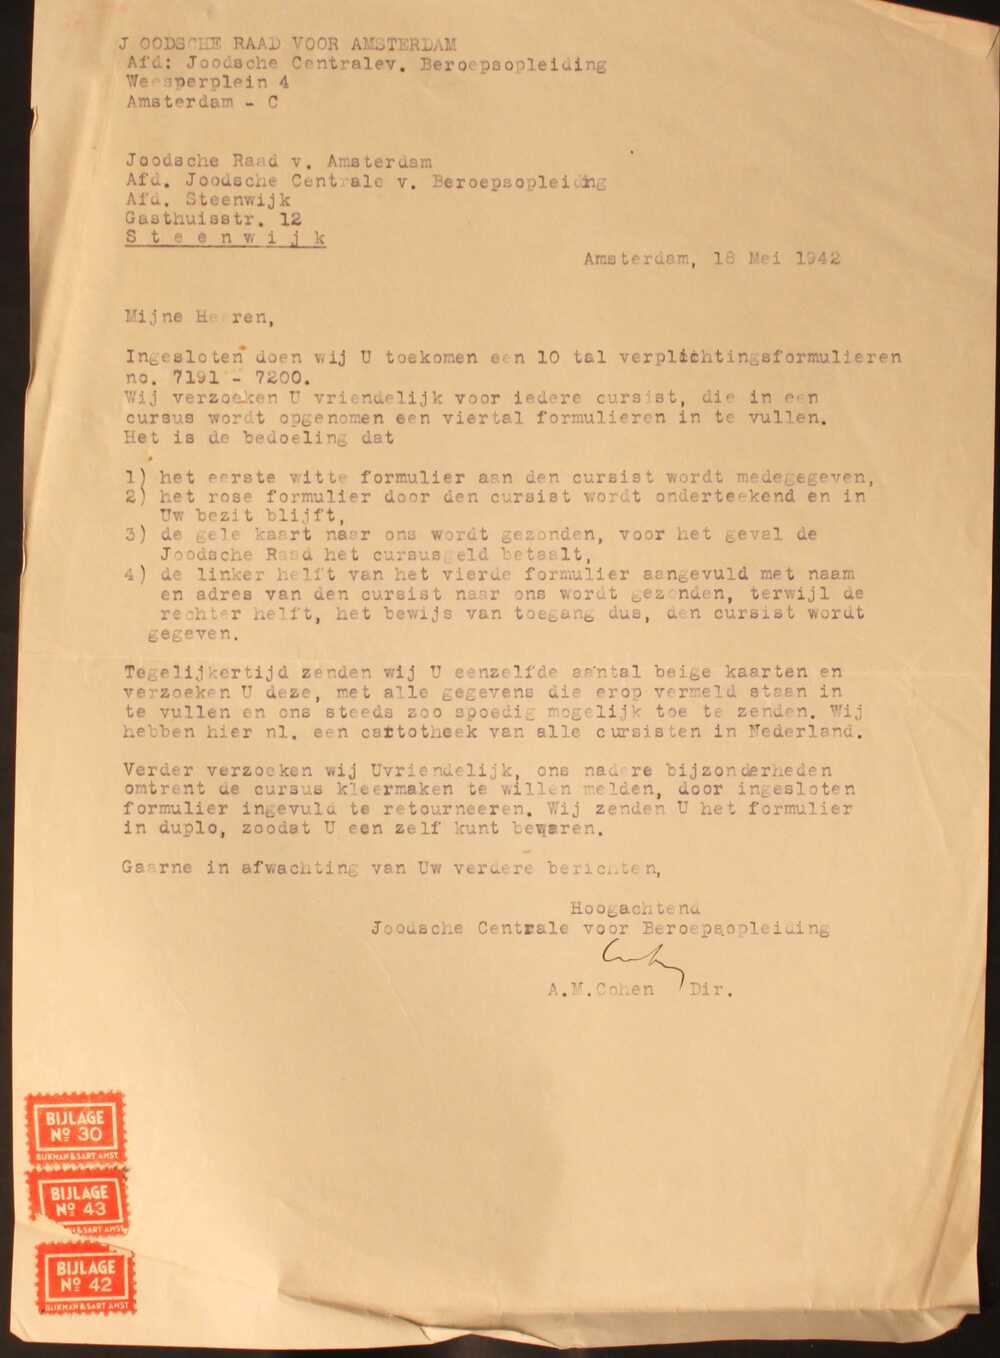 J OODSCHE RAAD VOOR AMSTERDAM
Afd: Joodsche Centralev. Beroepsopleiding
Weesperplein 4
Amsterdam - C
Joodsche Raad v. Amsterdam
Afd. Joodsche Centrale v. Beroepsopleiding
Afd. Steenwijk
Gasthuisstr. 12
S t e e n w i j k
Amsterdam, 18 Mei 1942
Mijne Heeren,
Ingesloten doen wij U toekomen een 10 tal verplichtingsformulieren
no. 7191 - 7200.
Wij verzoeken U vriendelijk voor iedere cursist, die in een
cursus wordt opgenomen een viertal formulieren in te vullen.
Het is de bedoeling dat
1) het eerste witte formulier aan den cursist wordt medegegeven,
2) het rose formulier door den cursist wordt onderteekend en in
Uw bezit blijft,
3) de gele kaart naar ons wordt gezonden, voor het geval de
Joodsche Raad het cursusgeld betaalt,
4) de linker helft van het vierde formulier aangevuld met naam
en adres van den cursist naar ons wordt gezonden, terwijl de
rechter helft, het bewijs van toegang dus, den cursist wordt
gegeven.
Tegelijkertijd zenden wij U eenzelfde aantal beige kaarten en
verzoeken U deze, met alle gegevens die erop vermeld staan in
te vullen en ons steeds zoo spoedig mogelijk toe te zenden. Wij
hebben hier nl. een cartotheek van alle cursisten in Nederland.
Verder verzoeken wij Uvriendelijk, ons nadere bijzonderheden
omtrent de cursus kleermaken te willen melden, door ingesloten
formulier ingevuld te retourneeren. Wij zenden U het formulier
in duplo, zoodat U een zelf kunt bewaren.
Gaarne in afwachting van Uw verdere berichten,
Hoogachtend
Joodsche Centrale voor Beroepsopleiding
A.M.Cohen Dir.
BIJLAGE
No 30
BLIKMAN & SART AMST.
BIJLAGE
No 43
& SART AMST.
BIJLAGE
No 42
BLIKMAN & SART AMST.